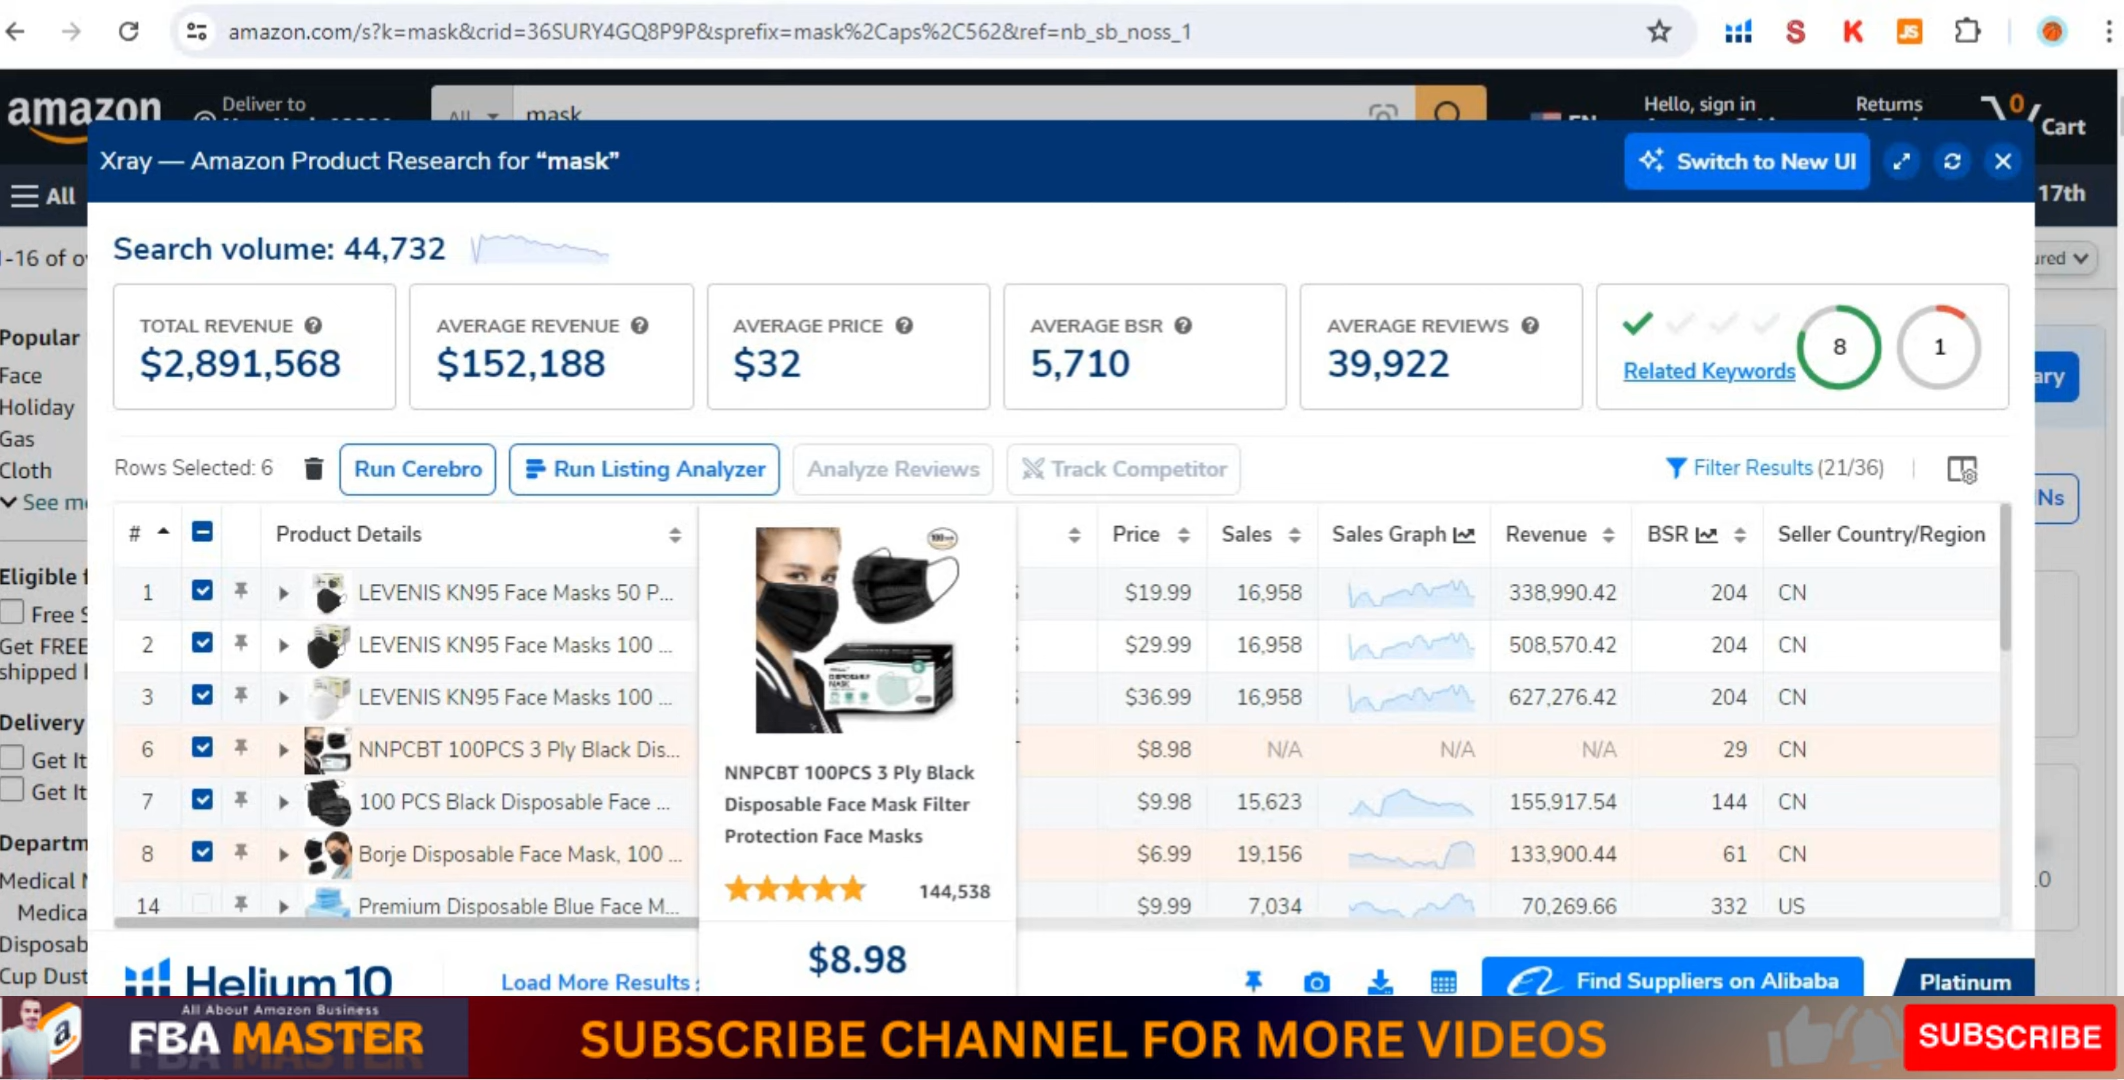 amazon.com/s?k=mask&crid=36SURY4GQ8P9P&sprefix=mask%2Caps%2C562&ref=nb_sb_noss_1
S K JS
amazon
Deliver to
All
mask
EN
Hello, sign in
Returns
0
Cart
All
17th
Xray — Amazon Product Research for “mask”
Switch to New UI
-16 of o
Search volume: 44,732
TOTAL REVENUE
$2,891,568
AVERAGE REVENUE
$152,188
AVERAGE PRICE
$32
AVERAGE BSR
5,710
AVERAGE REVIEWS
39,922
Related Keywords
8
1
Popular
Face
Holiday
Gas
Cloth
See m
Rows Selected: 6
Run Cerebro
Run Listing Analyzer
Analyze Reviews
Track Competitor
Filter Results (21/36)
Ns
# Product Details Price Sales Sales Graph Revenue BSR Seller Country/Region
1 LEVENIS KN95 Face Masks 50 P... $19.99 16,958 338,990.42 204 CN
2 LEVENIS KN95 Face Masks 100 ... $29.99 16,958 508,570.42 204 CN
3 LEVENIS KN95 Face Masks 100 ... $36.99 16,958 627,276.42 204 CN
6 NNPCBT 100PCS 3 Ply Black Dis... $8.98 N/A N/A N/A 29 CN
7 100 PCS Black Disposable Face ... $9.98 15,623 155,917.54 144 CN
8 Borje Disposable Face Mask, 100 ... $6.99 19,156 133,900.44 61 CN
14 Premium Disposable Blue Face M... $9.99 7,034 70,269.66 332 US
NNPCBT 100PCS 3 Ply Black
Disposable Face Mask Filter
Protection Face Masks
144,538
$8.98
Eligible f
Free S
Get FREE
shipped
Delivery
Get It
Get It
Departm
Medical
Medica
Disposab
Cup Dust
Helium 10
Load More Results
Find Suppliers on Alibaba
Platinum
All About Amazon Business
FBA MASTER
SUBSCRIBE CHANNEL FOR MORE VIDEOS
SUBSCRIBE